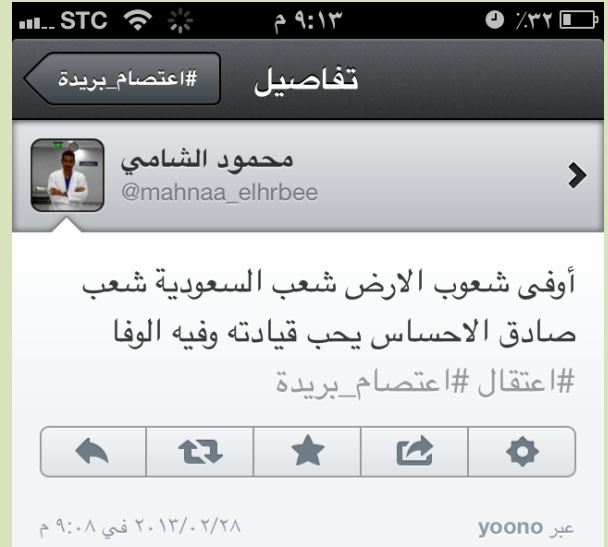 STC ٩:١٣ م ٪٣٢
#اعتصام_بريدة تفاصيل
محمود الشامي
@mahnaa_elhrbee
أوفى شعوب الارض شعب السعودية شعب
صادق الاحساس يحب قيادته وفيه الوفا
#اعتقال #اعتصام_بريدة
عبر yoono ٢٠١٣/٠٢/٢٨ في ٩:٠٨ م